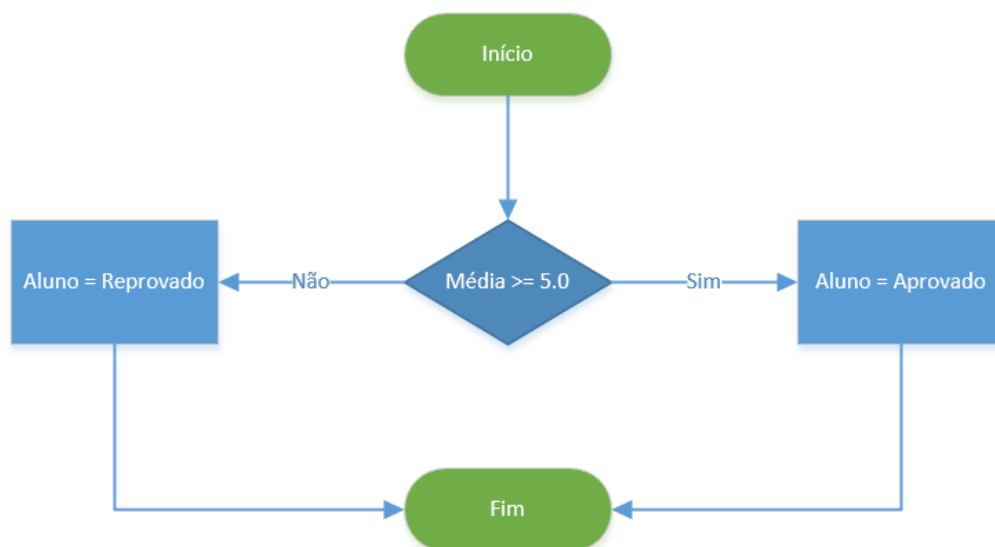 Início
Aluno = Reprovado
Não
Média >= 5.0
Sim
Aluno = Aprovado
Fim